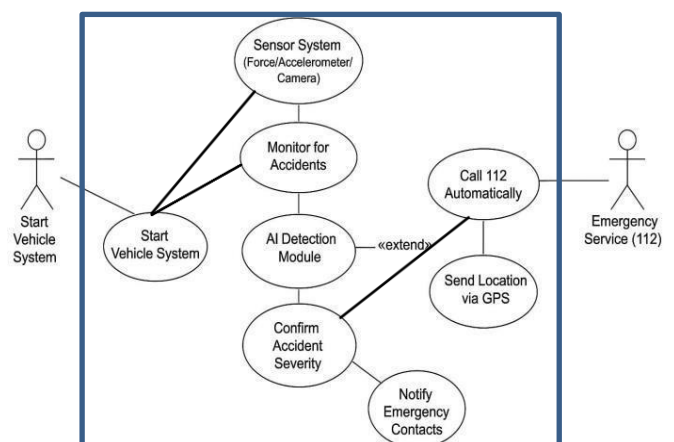 Sensor System
(Force/Accelerometer/
Camera)
Monitor for
Accidents
Call 112
Automatically
Start
Vehicle
System
Start
Vehicle System
AI Detection
Module
«extend»
Emergency
Service (112)
Send Location
via GPS
Confirm
Accident
Severity
Notify
Emergency
Contacts